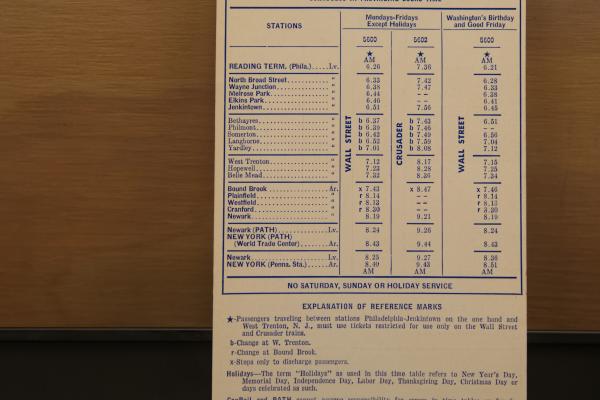 STATIONS Mondays-Fridays Except Holidays Washington's Birthday and Good Friday
5600 5602 5600
★ ★ ★
AM AM AM
READING TERM. (Phila.).....Lv. 6.26 7.36 6.21
North Broad Street............ " 6.33 7.42 6.28
Wayne Junction............... " 6.38 7.47 6.33
Melrose Park.................. " 6.44 -- 6.38
Elkins Park................... " 6.46 -- 6.41
Jenkintown.................... " 6.51 7.56 6.45
Bethayres..................... " b 6.37 b 7.43 6.51
Philmont...................... " b 6.39 b 7.46 --
Somerton..................... " b 6.42 b 7.49 6.56
Langhorne.................... " b 6.52 b 7.59 7.04
Yardley....................... " b 7.01 b 8.08 7.12
WALL STREET
CRUSADER
WALL STREET
West Trenton................. " 7.12 8.17 7.15
Hopewell..................... " 7.23 8.28 7.25
Belle Mead................... " 7.32 8.36 7.34
Bound Brook.................Ar. x 7.43 x 8.47 x 7.46
Plainfield..................... " r 8.14 -- r 8.14
Westfield..................... " r 8.13 -- r 8.13
Cranford...................... " r 8.30 -- r 8.30
Newark....................... " 8.19 9.21 8.19
Newark (PATH)...............Lv. 8.24 9.26 8.24
NEW YORK (PATH)
(World Trade Center).......Ar. 8.43 9.44 8.43
Newark....................... Lv. 8.25 9.27 8.36
NEW YORK (Penna. Sta.).....Ar. 8.40 9.43 8.51
AM AM AM
NO SATURDAY, SUNDAY OR HOLIDAY SERVICE
EXPLANATION OF REFERENCE MARKS
★-Passengers traveling between stations Philadelphia-Jenkintown on the one hand and
West Trenton, N. J., must use tickets restricted for use only on the Wall Street
and Crusader trains.
b-Change at W. Trenton.
r-Change at Bound Brook.
x-Stops only to discharge passengers.
Holidays—The term "Holidays" as used in this time table refers to New Year's Day,
Memorial Day, Independence Day, Labor Day, Thanksgiving Day, Christmas Day or
days celebrated as such.